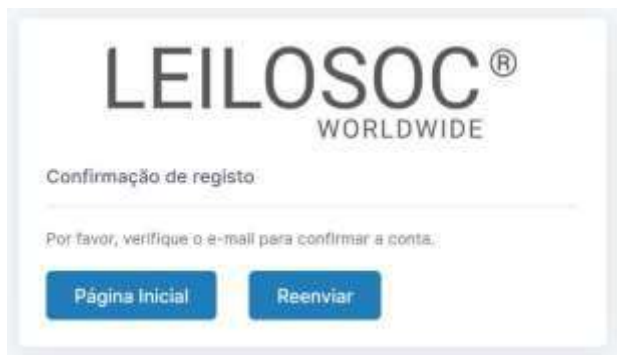 LEILOSOC®
WORLDWIDE
Confirmação de registo
Por favor, verifique o e-mail para confirmar a conta.
Página Inicial
Reenviar